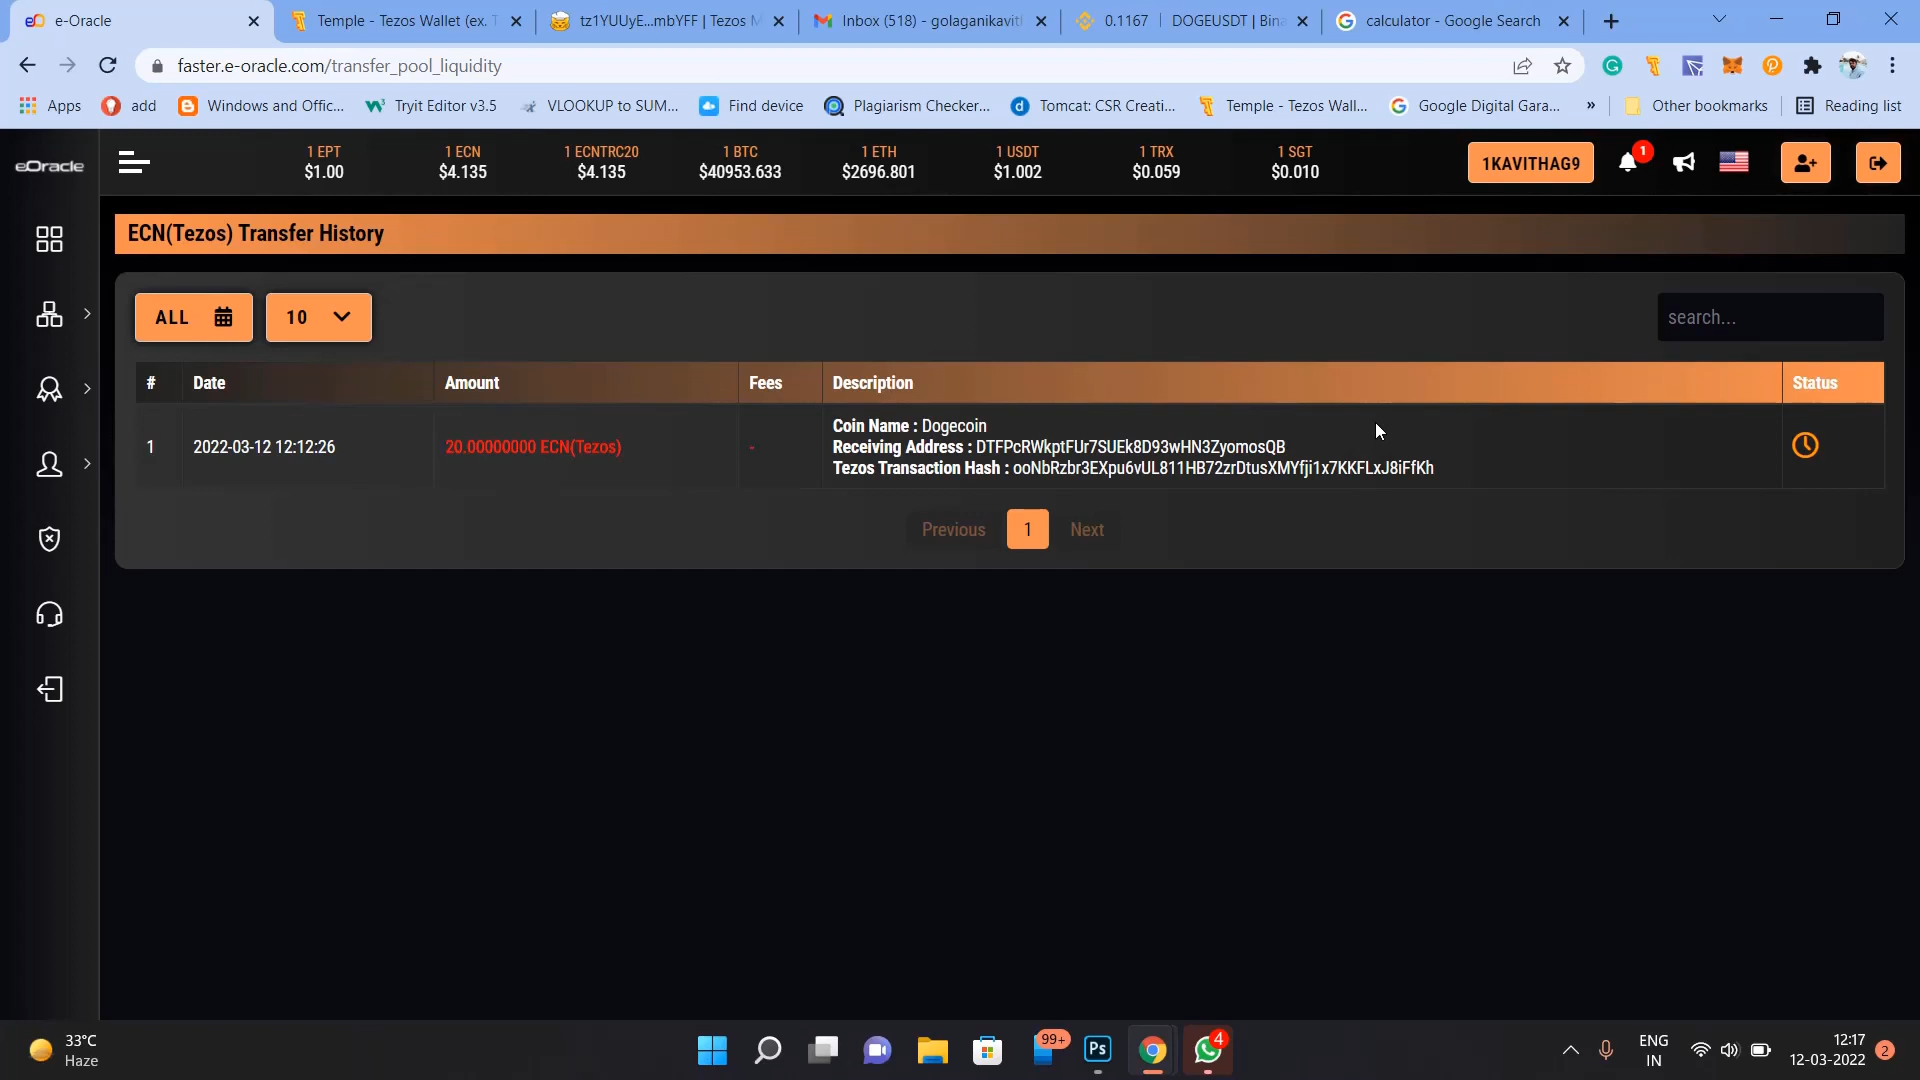 e-Oracle
Temple - Tezos Wallet (ex. T
tz1YUUyE...mbYFF | Tezos M
Inbox (518) - golaganikavith
0.1167 | DOGEUSDT | Bina
calculator - Google Search
faster.e-oracle.com/transfer_pool_liquidity
Apps
add
Windows and Offic...
Tryit Editor v3.5
VLOOKUP to SUM...
Find device
Plagiarism Checker...
Tomcat: CSR Creati...
Temple - Tezos Wall...
Google Digital Gara...
»
Other bookmarks
Reading list
eOracle
1 EPT
$1.00
1 ECN
$4.135
1 ECNTRC20
$4.135
1 BTC
$40953.633
1 ETH
$2696.801
1 USDT
$1.002
1 TRX
$0.059
1 SGT
$0.010
1KAVITHAG9
1
ECN(Tezos) Transfer History
ALL
10
search...
# Date Amount Fees Description Status
1 2022-03-12 12:12:26 20.00000000 ECN(Tezos) -
Coin Name : Dogecoin
Receiving Address : DTFPcRWkptFUr7SUEk8D93wHN3ZyomosQB
Tezos Transaction Hash : ooNbRzbr3EXpu6vUL811HB72zrDtusXMYfji1x7KKFLxJ8iFfKh
Previous 1 Next
33°C
Haze
99+
Ps
4
ENG
IN
12:17
12-03-2022
2